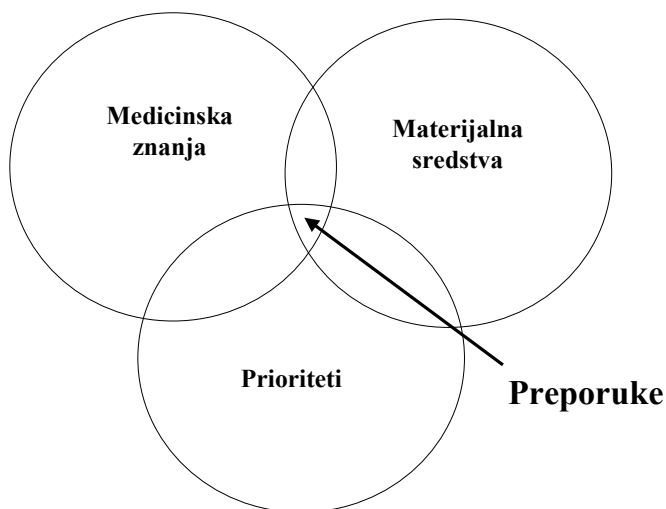 Medicinska
znanja
Materijalna
sredstva
Prioriteti
Preporuke